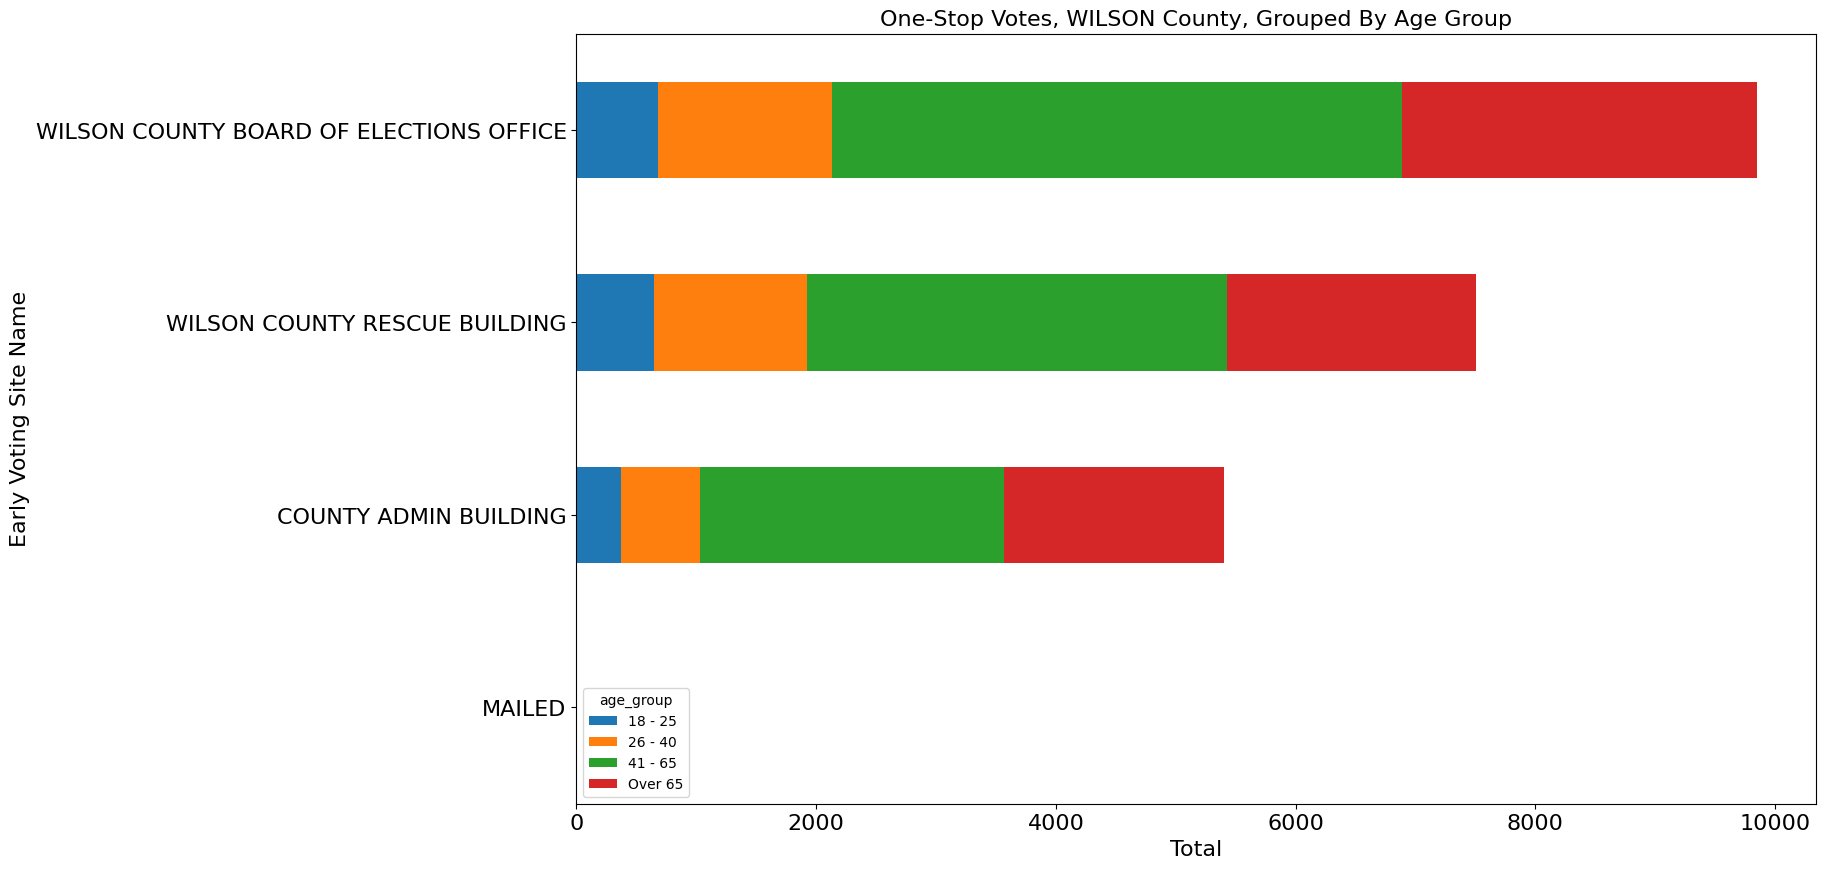 One-Stop Votes, WILSON County, Grouped By Age Group
Early Voting Site Name
WILSON COUNTY BOARD OF ELECTIONS OFFICE
WILSON COUNTY RESCUE BUILDING
COUNTY ADMIN BUILDING
MAILED
age_group
18 - 25
26 - 40
41 - 65
Over 65
0 2000 4000 6000 8000 10000
Total